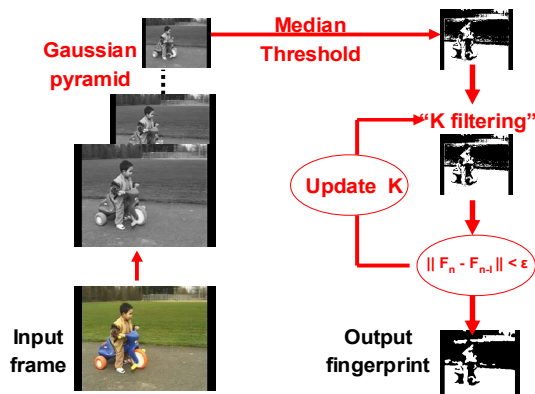 Gaussian
pyramid
Median
Threshold
“K filtering”
Update K
|| Fn - Fn-l || < ε
Input
frame
Output
fingerprint